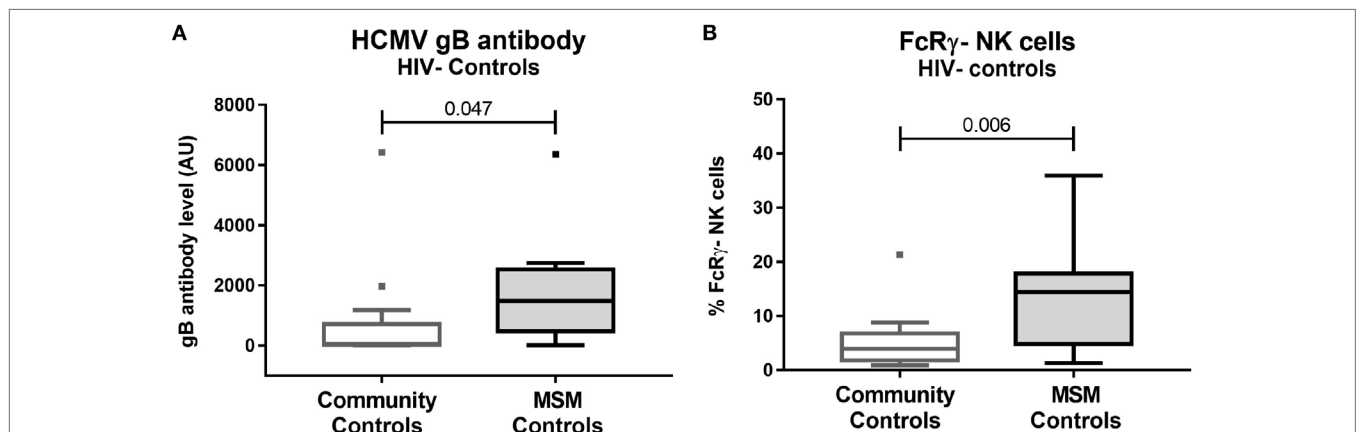 A
HCMV gB antibody
HIV- Controls
gB antibody level (AU)
8000
6000
4000
2000
0
0.047
Community
Controls
MSM
Controls
B
FcRγ- NK cells
HIV- controls
% FcRγ- NK cells
50
40
30
20
10
0
0.006
Community
Controls
MSM
Controls